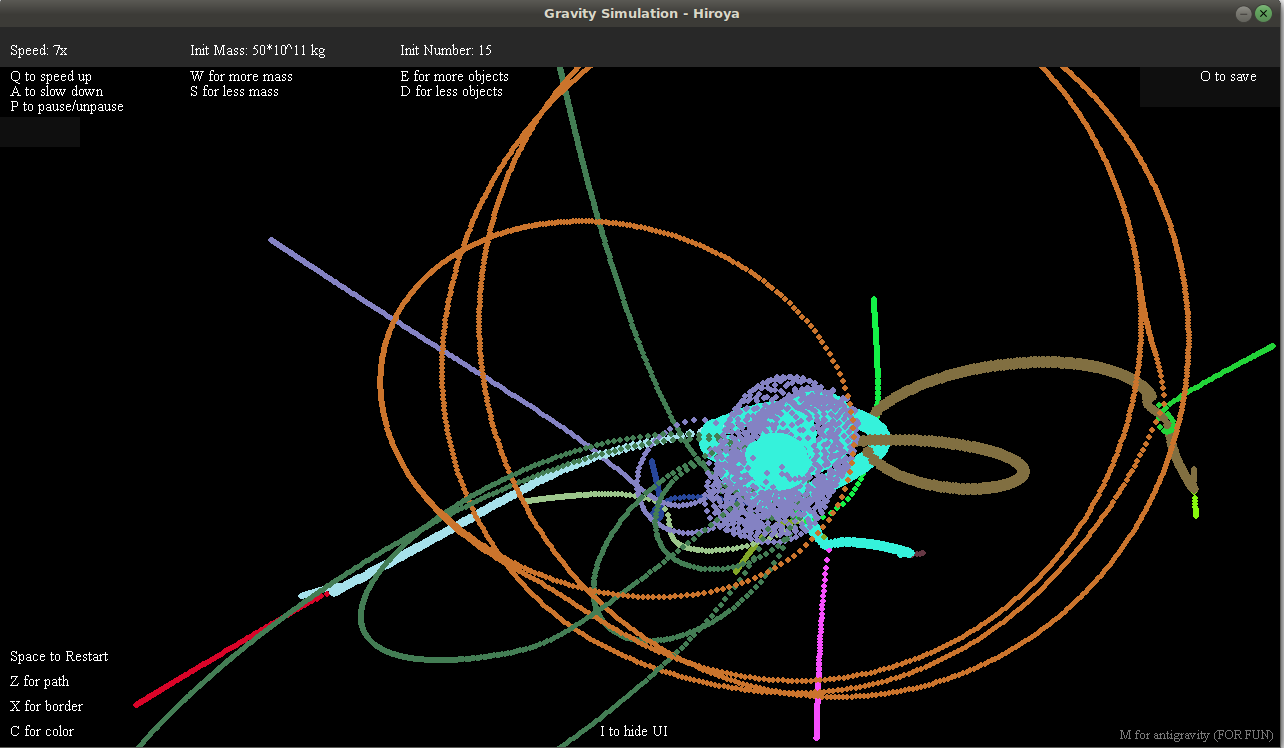 Gravity Simulation - Hiroya
Speed: 7x
Init Mass: 50*10^11 kg
Init Number: 15
Q to speed up
A to slow down
P to pause/unpause
W for more mass
S for less mass
E for more objects
D for less objects
O to save
Space to Restart
Z for path
X for border
C for color
I to hide UI
M for antigravity (FOR FUN)